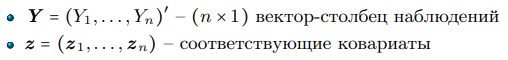 Y = (Y₁, . . . , Yₙ)′ – (n × 1) вектор-столбец наблюдений
z = (z₁, . . . , zₙ) – соответствующие ковариаты